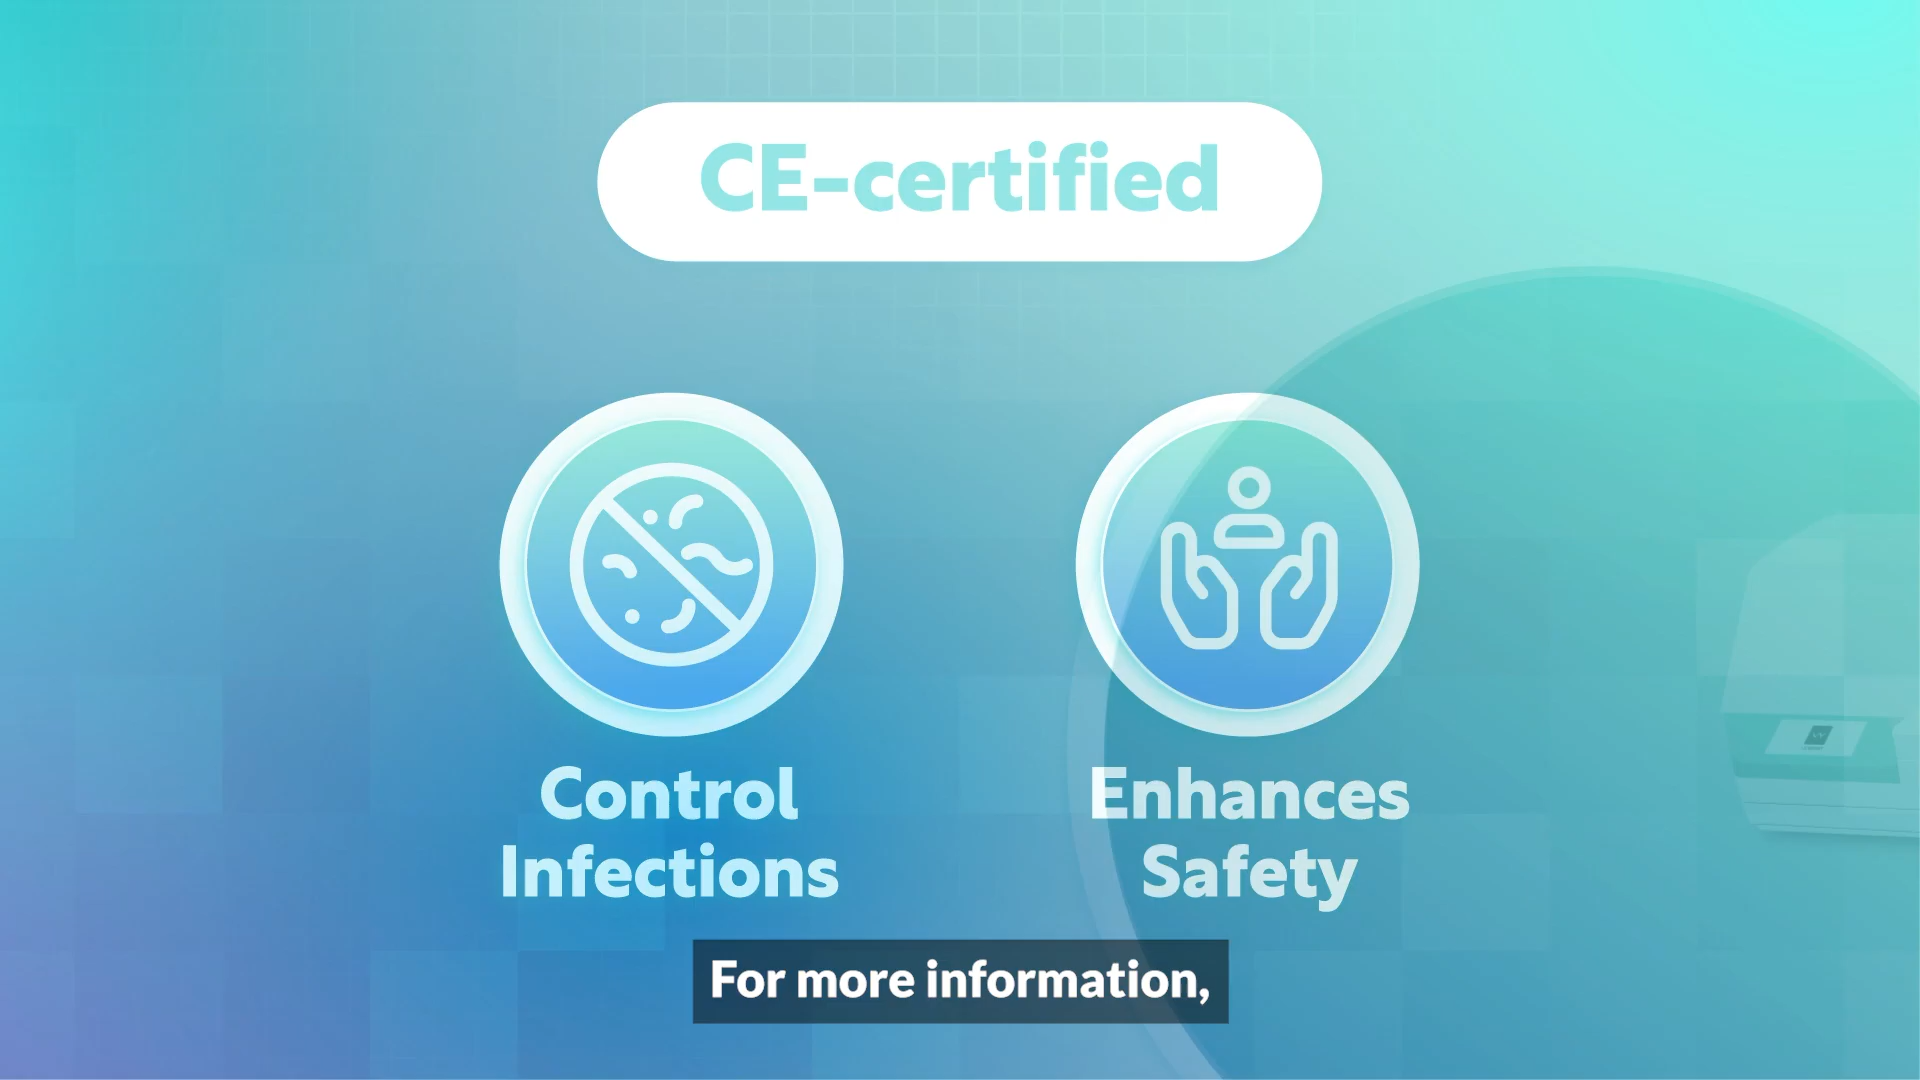 CE-certified
Control
Infections
Enhances
Safety
For more information,